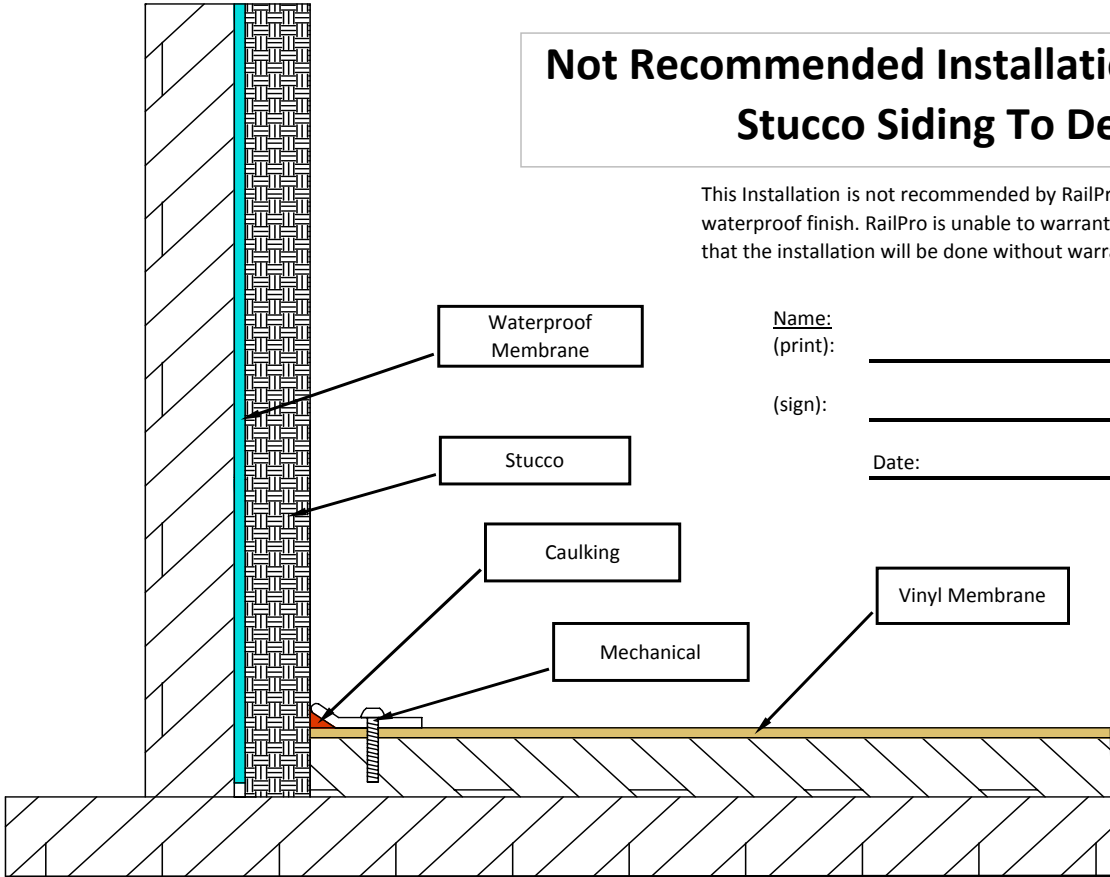 Not Recommended Installati
Stucco Siding To De
This Installation is not recommended by RailPr
waterproof finish. RailPro is unable to warrant
that the installation will be done without warra
Waterproof
Membrane
Name:
(print):
(sign):
Stucco
Date:
Caulking
Vinyl Membrane
Mechanical